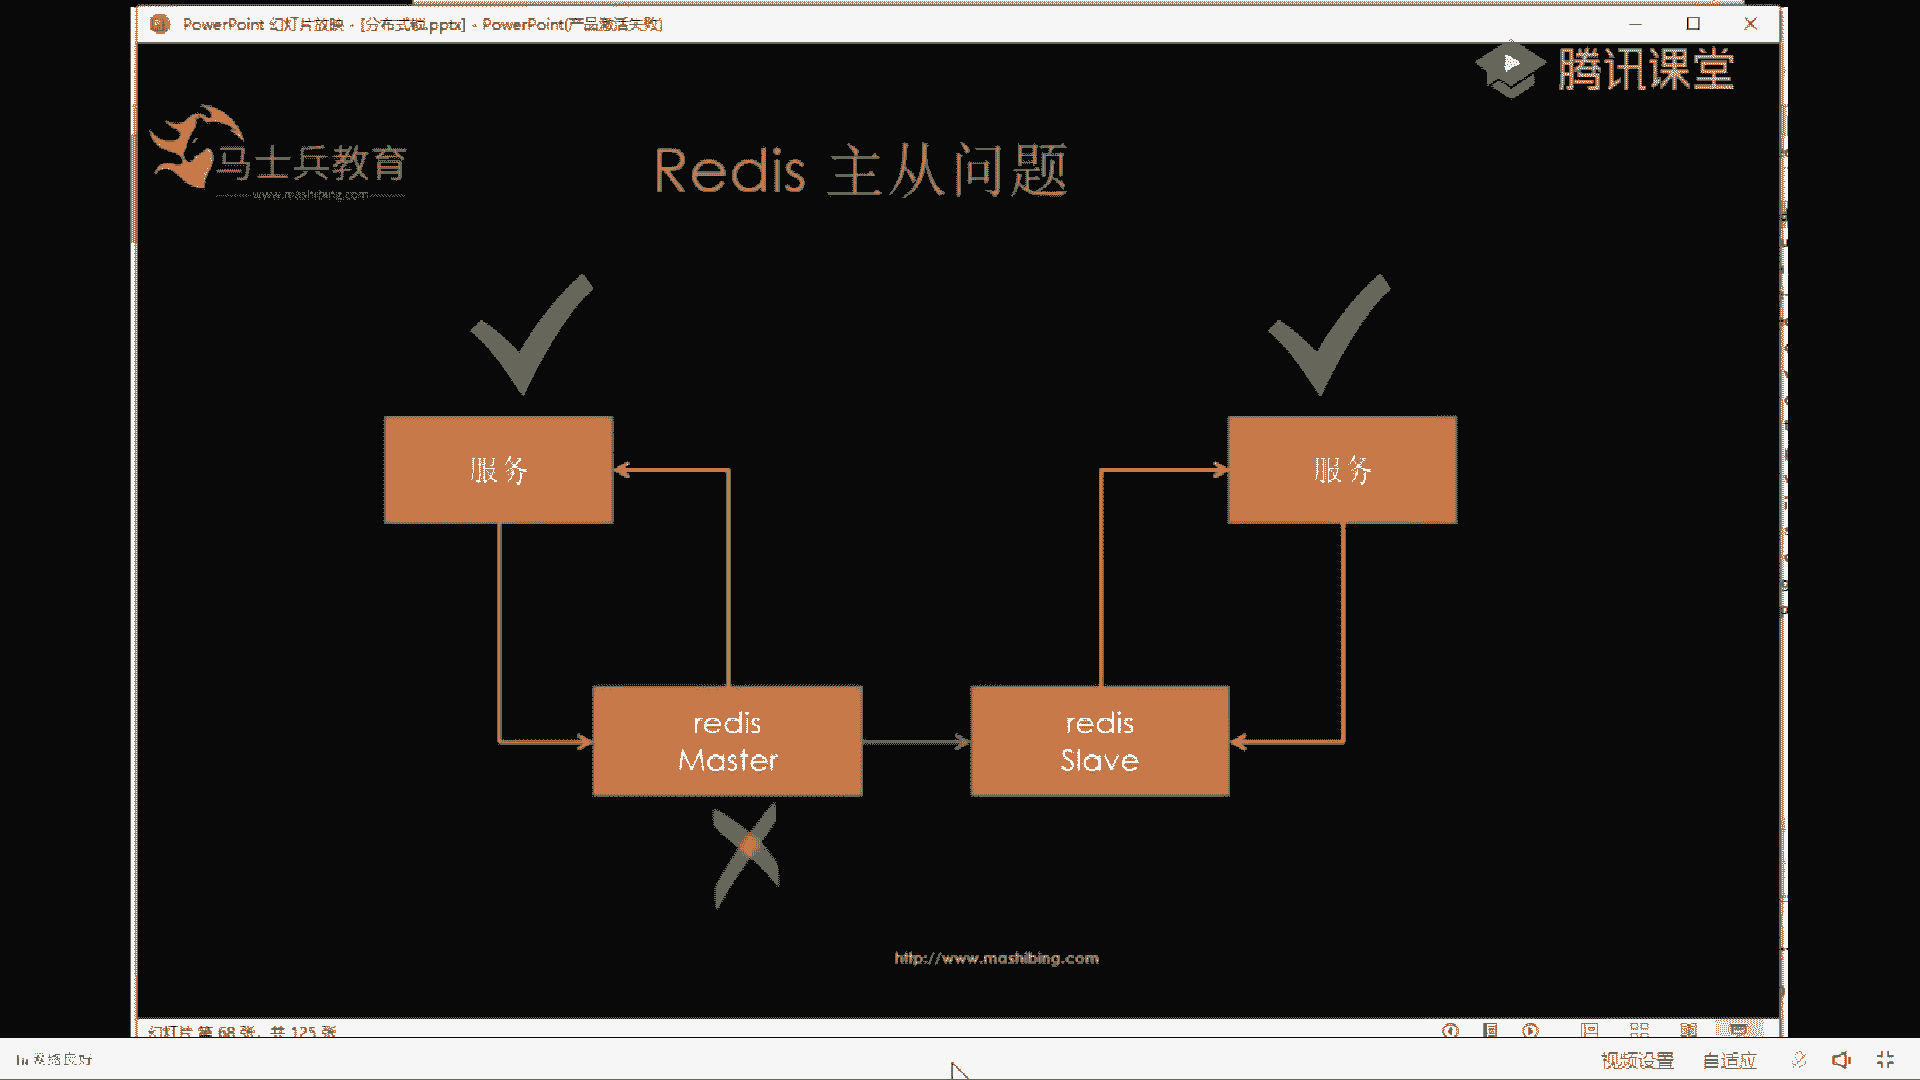 PowerPoint 幻灯片放映 - [分布式锁.pptx] - PowerPoint(产品激活失败)
腾讯课堂
马士兵教育
www.mashibing.com
Redis 主从问题
服务
服务
redis
Master
redis
Slave
http://www.mashibing.com
幻灯片 第 68 张，共 125 张
网络良好
视频设置
自适应